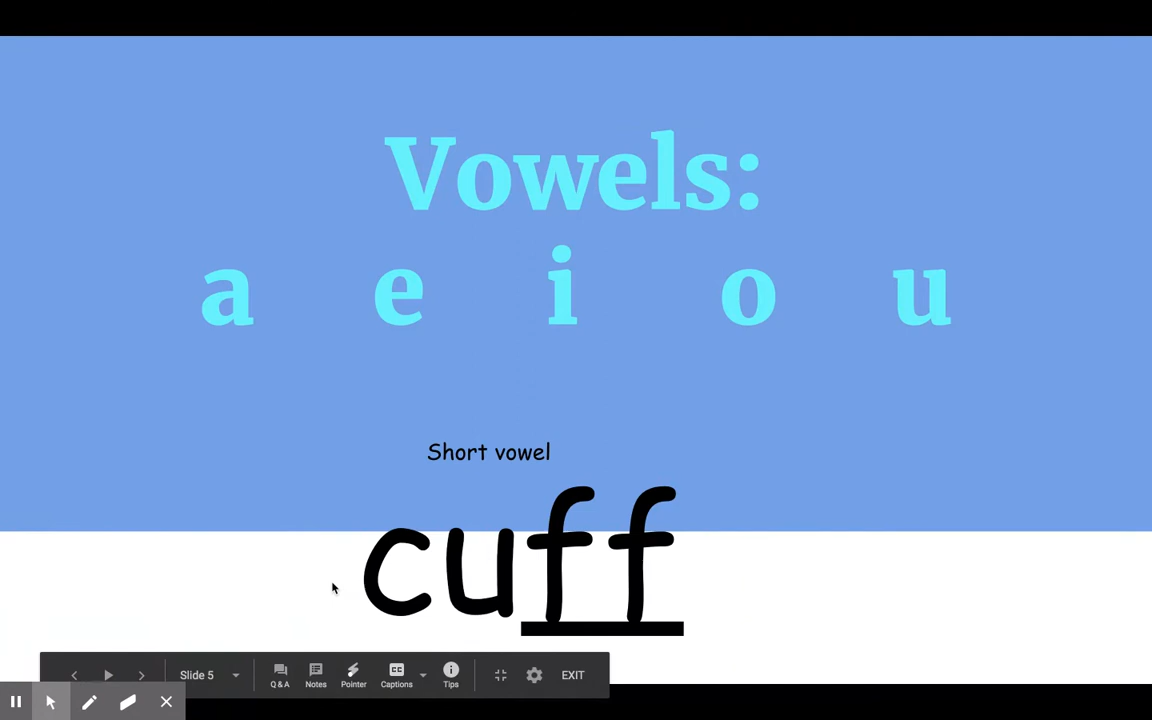 Vowels:
a e i o u
Short vowel
cuff
Slide 5
Q & A Notes Pointer Captions Tips EXIT